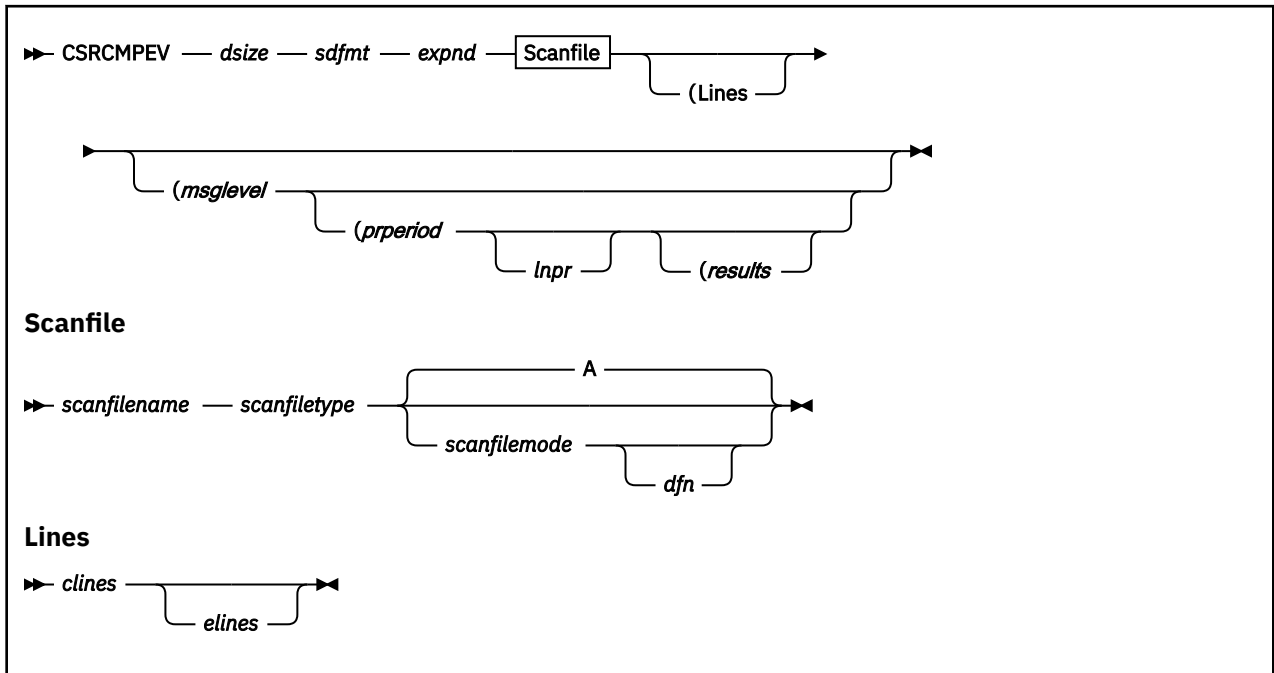 CSRCMPEV dsize sdfmt expnd Scanfile
(Lines
(msglevel
(prperiod
lnpr (results
Scanfile
A
scanfilename scanfiletype
scanfilemode
dfn
Lines
clines
elines